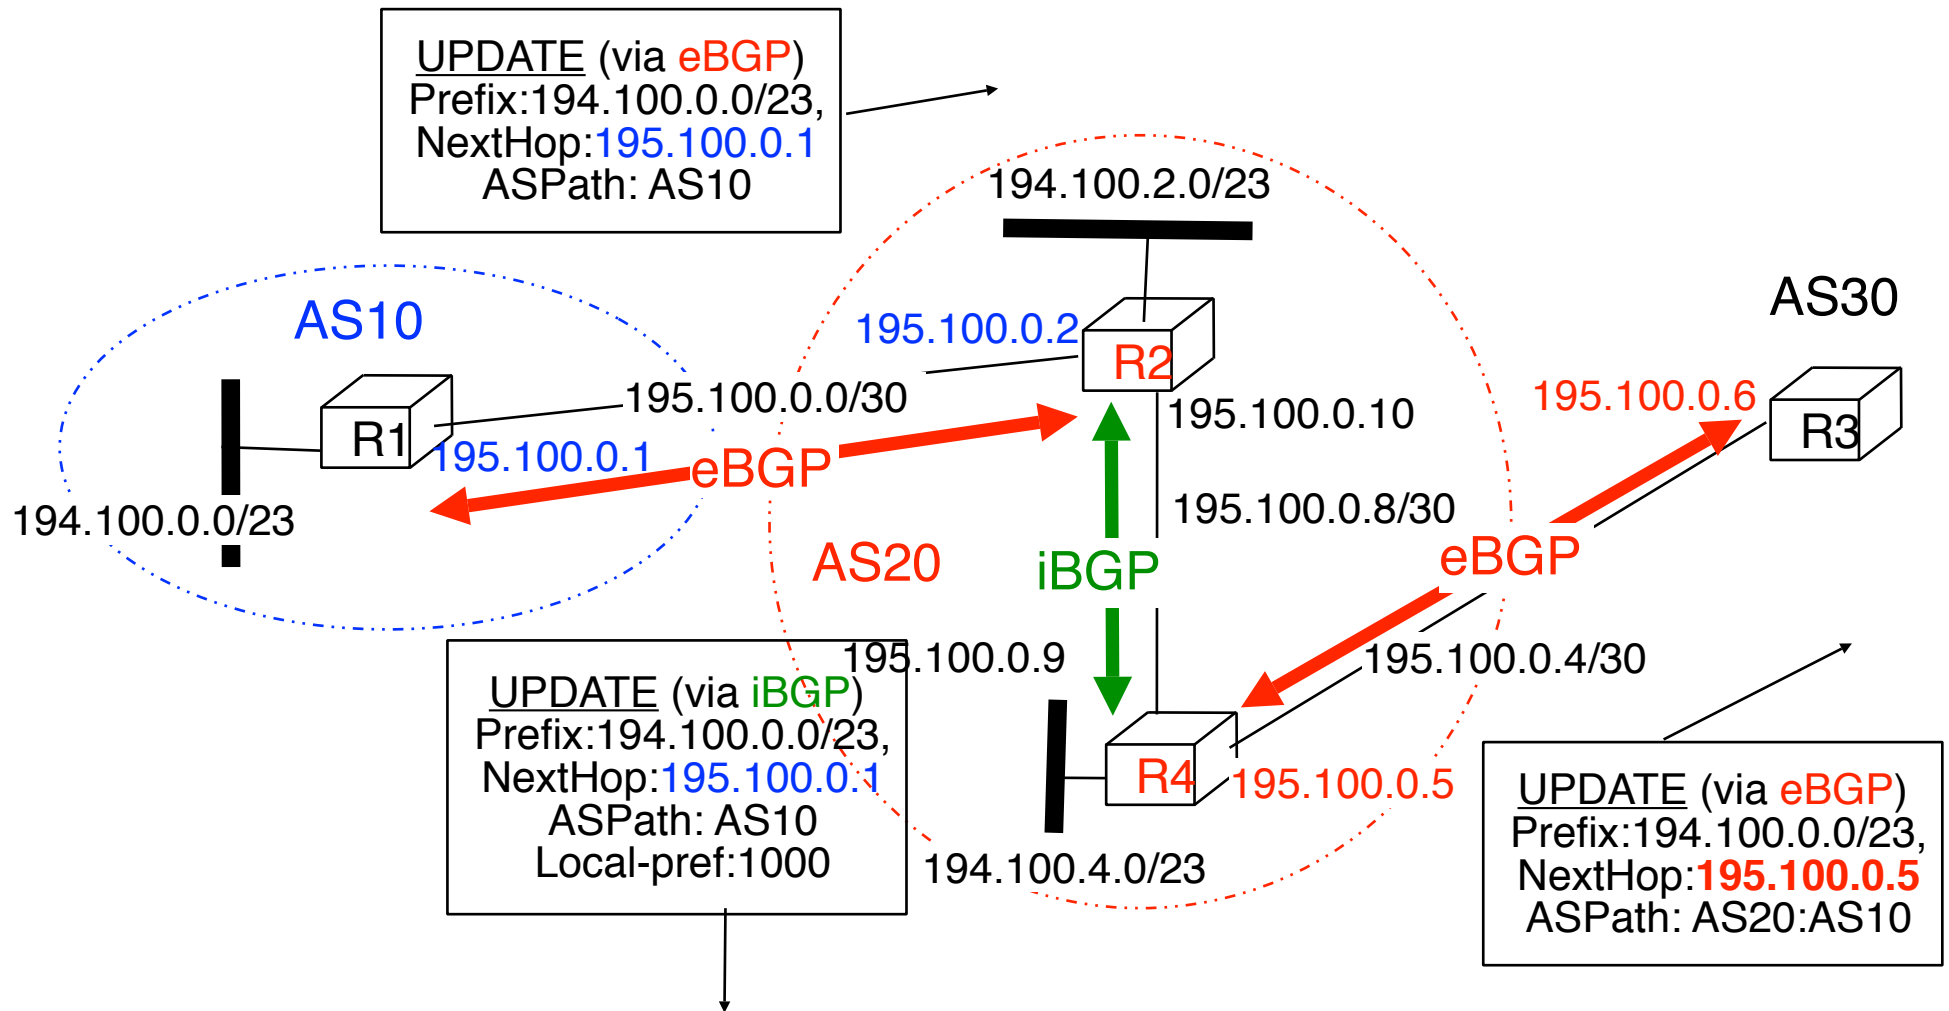 UPDATE (via eBGP)
Prefix:194.100.0.0/23,
NextHop:195.100.0.1
ASPath: AS10
194.100.2.0/23
AS10
195.100.0.2
R2
AS30
R1
195.100.0.0/30
195.100.0.10
195.100.0.6
R3
195.100.0.1
eBGP
194.100.0.0/23
195.100.0.8/30
AS20
iBGP
eBGP
195.100.0.9
195.100.0.4/30
UPDATE (via iBGP)
Prefix:194.100.0.0/23,
NextHop:195.100.0.1
ASPath: AS10
Local-pref:1000
R4
195.100.0.5
194.100.4.0/23
UPDATE (via eBGP)
Prefix:194.100.0.0/23,
NextHop:195.100.0.5
ASPath: AS20:AS10